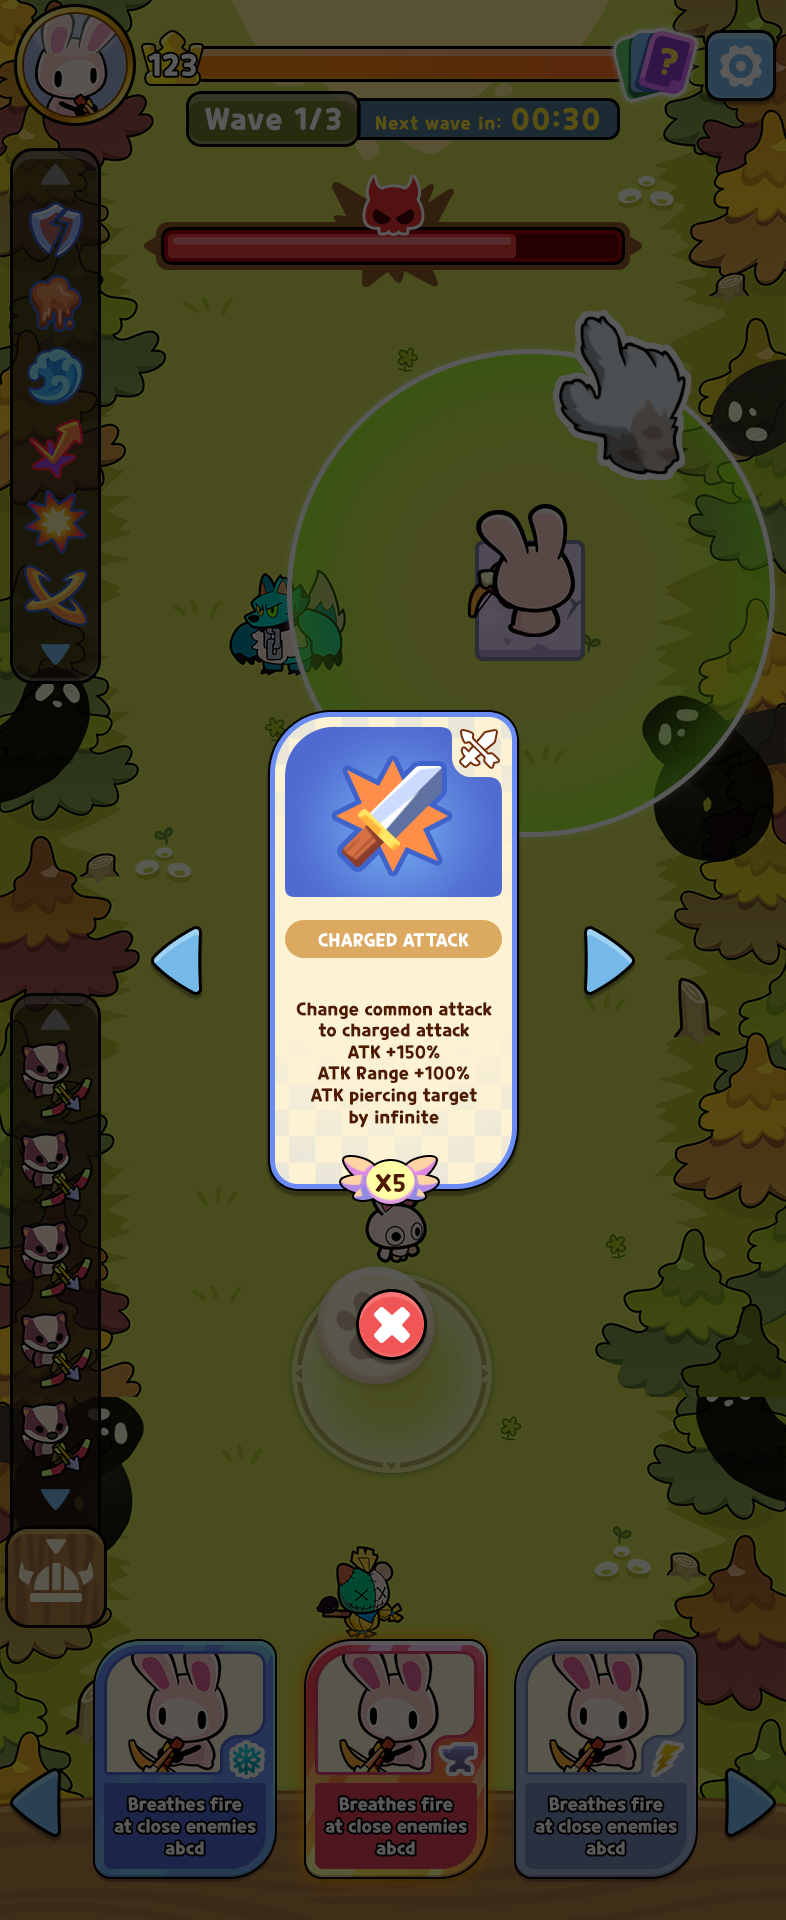 123
?
Wave 1/3
Next wave in: 00:30
CHARGED ATTACK
Change common attack
to charged attack
ATK +150%
ATK Range +100%
ATK piercing target
by infinite
X5
Breathes fire
at close enemies
abcd
Breathes fire
at close enemies
abcd
Breathes fire
at close enemies
abcd